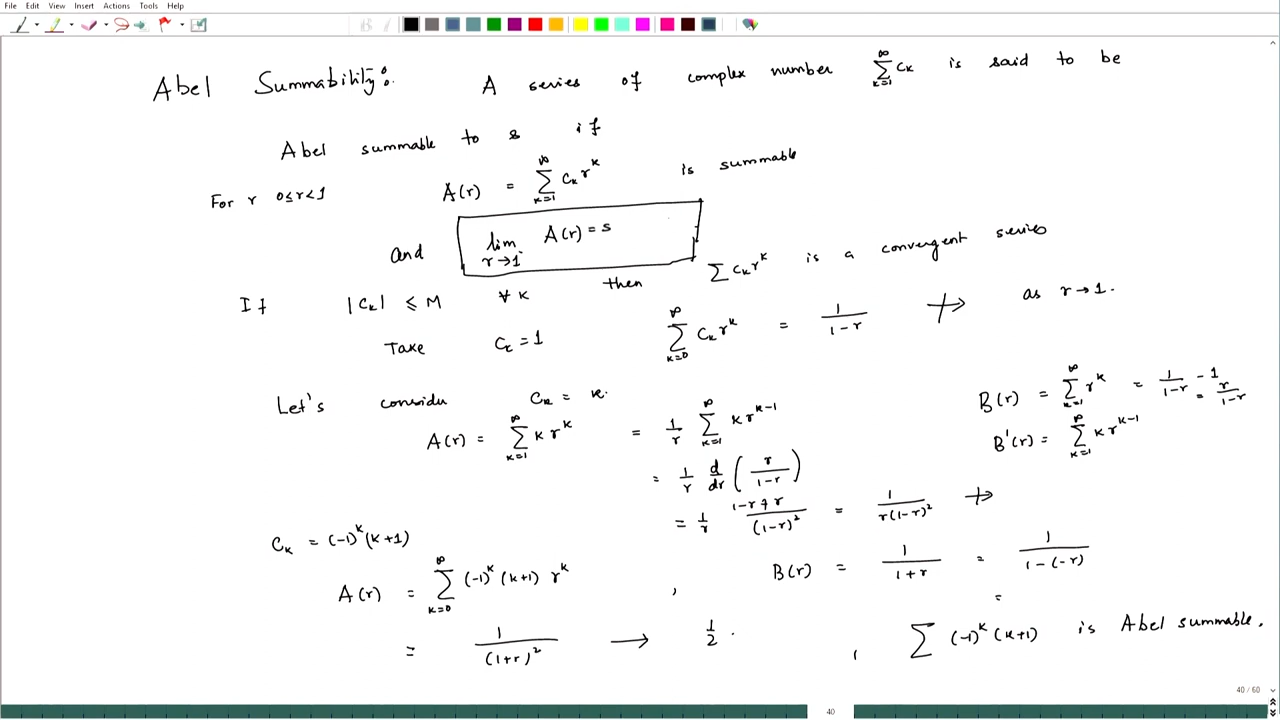 File Edit View Insert Actions Tools Help
Abel Summability: A series of complex number ∑_{k=1}^{∞} c_k is said to be
Abel summable to s if
For r 0≤r<1 A(r) = ∑_{k=1}^{∞} c_k r^k is summable
and lim_{r→1^-} A(r) = s
If |c_k| ≤ M ∀ k then ∑ c_k r^k is a convergent series
Take c_k = 1 ∑_{k=0}^{∞} c_k r^k = 1/(1-r) ↛ as r→1.
Let's consider c_k = k. B(r) = ∑_{k=1}^{∞} r^k = 1/(1-r) - 1 = r/(1-r)
A(r) = ∑_{k=1}^{∞} k r^k = 1/r ∑_{k=1}^{∞} k r^{k-1} B'(r) = ∑_{k=1}^{∞} k r^{k-1}
= 1/r d/dr ( r/(1-r) )
= 1/r (1-r+r)/(1-r)^2 = 1/(r(1-r)^2) ↛
c_k = (-1)^k (k+1)
A(r) = ∑_{k=0}^{∞} (-1)^k (k+1) r^k , B(r) = 1/(1+r) = 1/(1-(-r))
=
= 1/(1+r)^2 → 1/2 . , ∑ (-1)^k (k+1) is Abel summable.
40 / 60
40